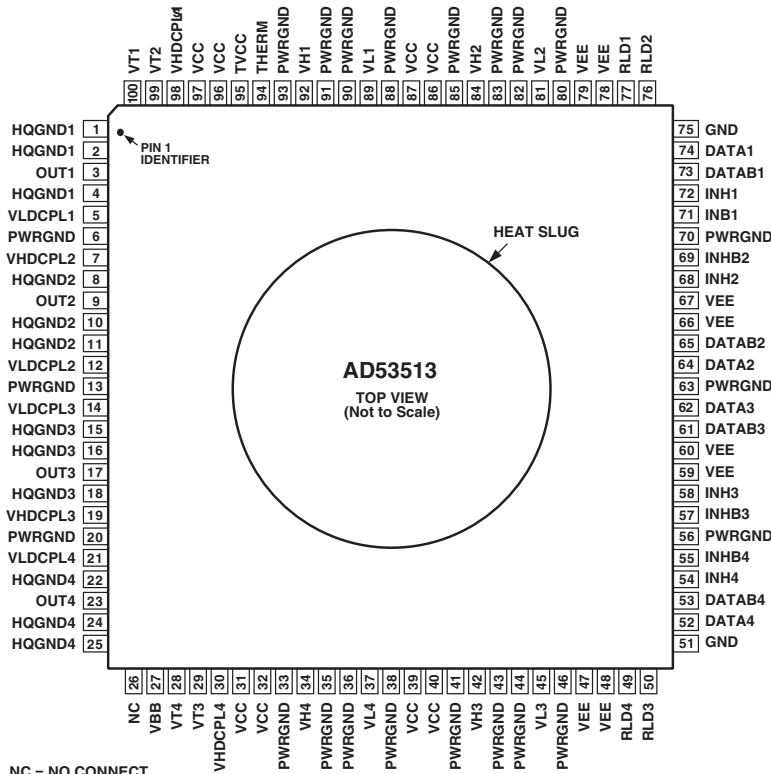 VT1
VT2
VHDCPL1
VCC
VCC
TVCC
THERM
PWRGND
VH1
PWRGND
PWRGND
VL1
PWRGND
VCC
VCC
PWRGND
VH2
PWRGND
PWRGND
VL2
PWRGND
VEE
VEE
RLD1
RLD2
100 99 98 97 96 95 94 93 92 91 90 89 88 87 86 85 84 83 82 81 80 79 78 77 76
HQGND1 1
HQGND1 2
OUT1 3
HQGND1 4
VLDCPL1 5
PWRGND 6
VHDCPL2 7
HQGND2 8
OUT2 9
HQGND2 10
HQGND2 11
VLDCPL2 12
PWRGND 13
VLDCPL3 14
HQGND3 15
HQGND3 16
OUT3 17
HQGND3 18
VHDCPL3 19
PWRGND 20
VLDCPL4 21
HQGND4 22
OUT4 23
HQGND4 24
HQGND4 25
PIN 1
IDENTIFIER
HEAT SLUG
AD53513
TOP VIEW
(Not to Scale)
75 GND
74 DATA1
73 DATAB1
72 INH1
71 INB1
70 PWRGND
69 INHB2
68 INH2
67 VEE
66 VEE
65 DATAB2
64 DATA2
63 PWRGND
62 DATA3
61 DATAB3
60 VEE
59 VEE
58 INH3
57 INHB3
56 PWRGND
55 INHB4
54 INH4
53 DATAB4
52 DATA4
51 GND
26 27 28 29 30 31 32 33 34 35 36 37 38 39 40 41 42 43 44 45 46 47 48 49 50
NC
VBB
VT4
VT3
VHDCPL4
VCC
VCC
PWRGND
VH4
PWRGND
PWRGND
VL4
PWRGND
VCC
VCC
PWRGND
VH3
PWRGND
PWRGND
VL3
PWRGND
VEE
VEE
RLD4
RLD3
NC = NO CONNECT